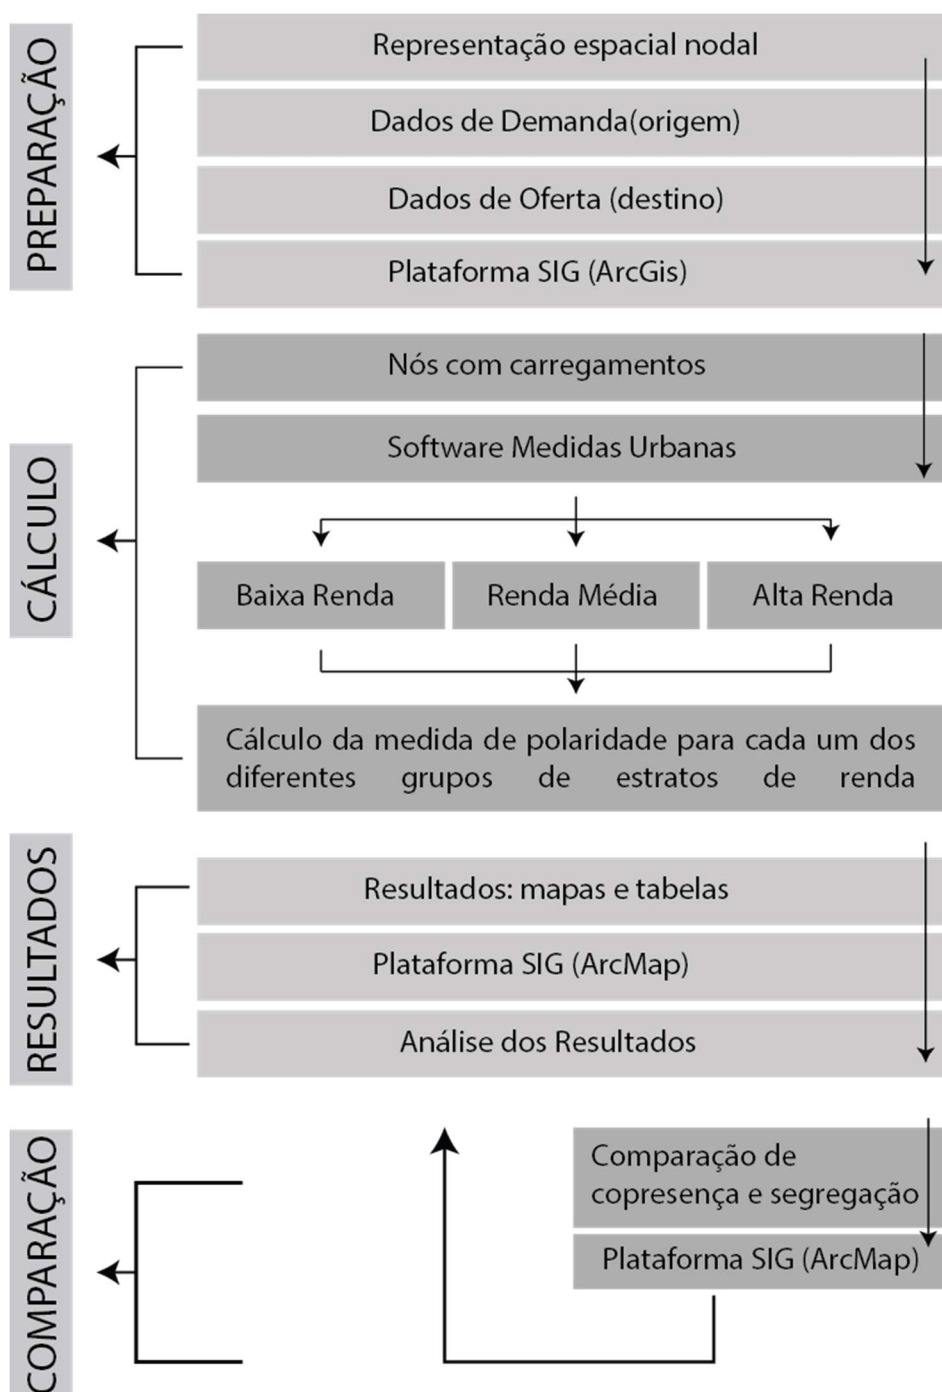 PREPARAÇÃO
Representação espacial nodal
Dados de Demanda(origem)
Dados de Oferta (destino)
Plataforma SIG (ArcGis)
CÁLCULO
Nós com carregamentos
Software Medidas Urbanas
Baixa Renda
Renda Média
Alta Renda
Cálculo da medida de polaridade para cada um dos
diferentes grupos de estratos de renda
RESULTADOS
Resultados: mapas e tabelas
Plataforma SIG (ArcMap)
Análise dos Resultados
COMPARAÇÃO
Comparação de
copresença e segregação
Plataforma SIG (ArcMap)